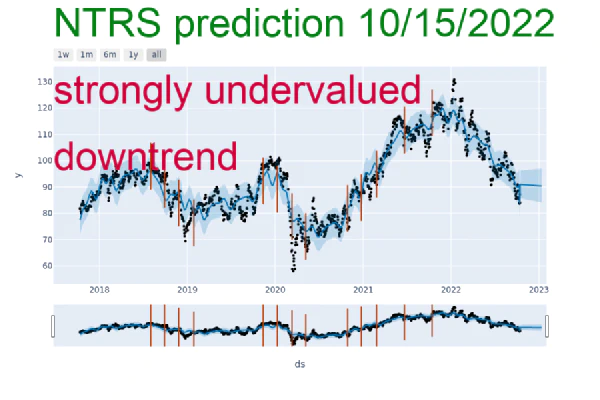 NTRS prediction 10/15/2022
1w 1m 6m 1y all
strongly undervalued
downtrend
130
120
110
100
90
80
70
60
y
2018 2019 2020 2021 2022 2023
ds